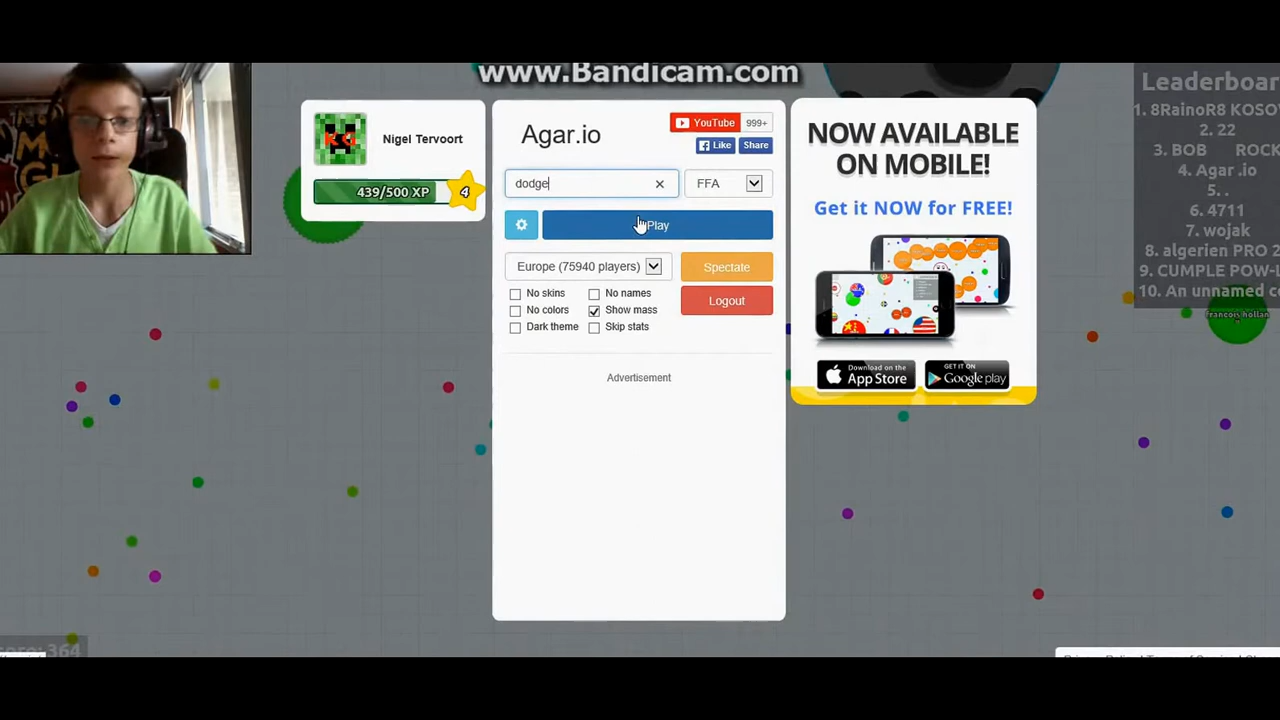 www.Bandicam.com
Leaderboar
1. 8RainoR8 KOSO
2. 22
3. BOB ROCK
4. Agar .io
5. .
6. 4711
7. wojak
8. algerien PRO 2
9. CUMPLE POW-L
10. An unnamed ce
francois hollan
Nigel Tervoort
439/500 XP
4
Agar.io
YouTube 999+
Like Share
dodge
FFA
Play
Europe (75940 players)
Spectate
No skins No names
Logout
No colors Show mass
Dark theme Skip stats
Advertisement
NOW AVAILABLE
ON MOBILE!
Get it NOW for FREE!
Download on the
App Store
GET IT ON
Google play
364